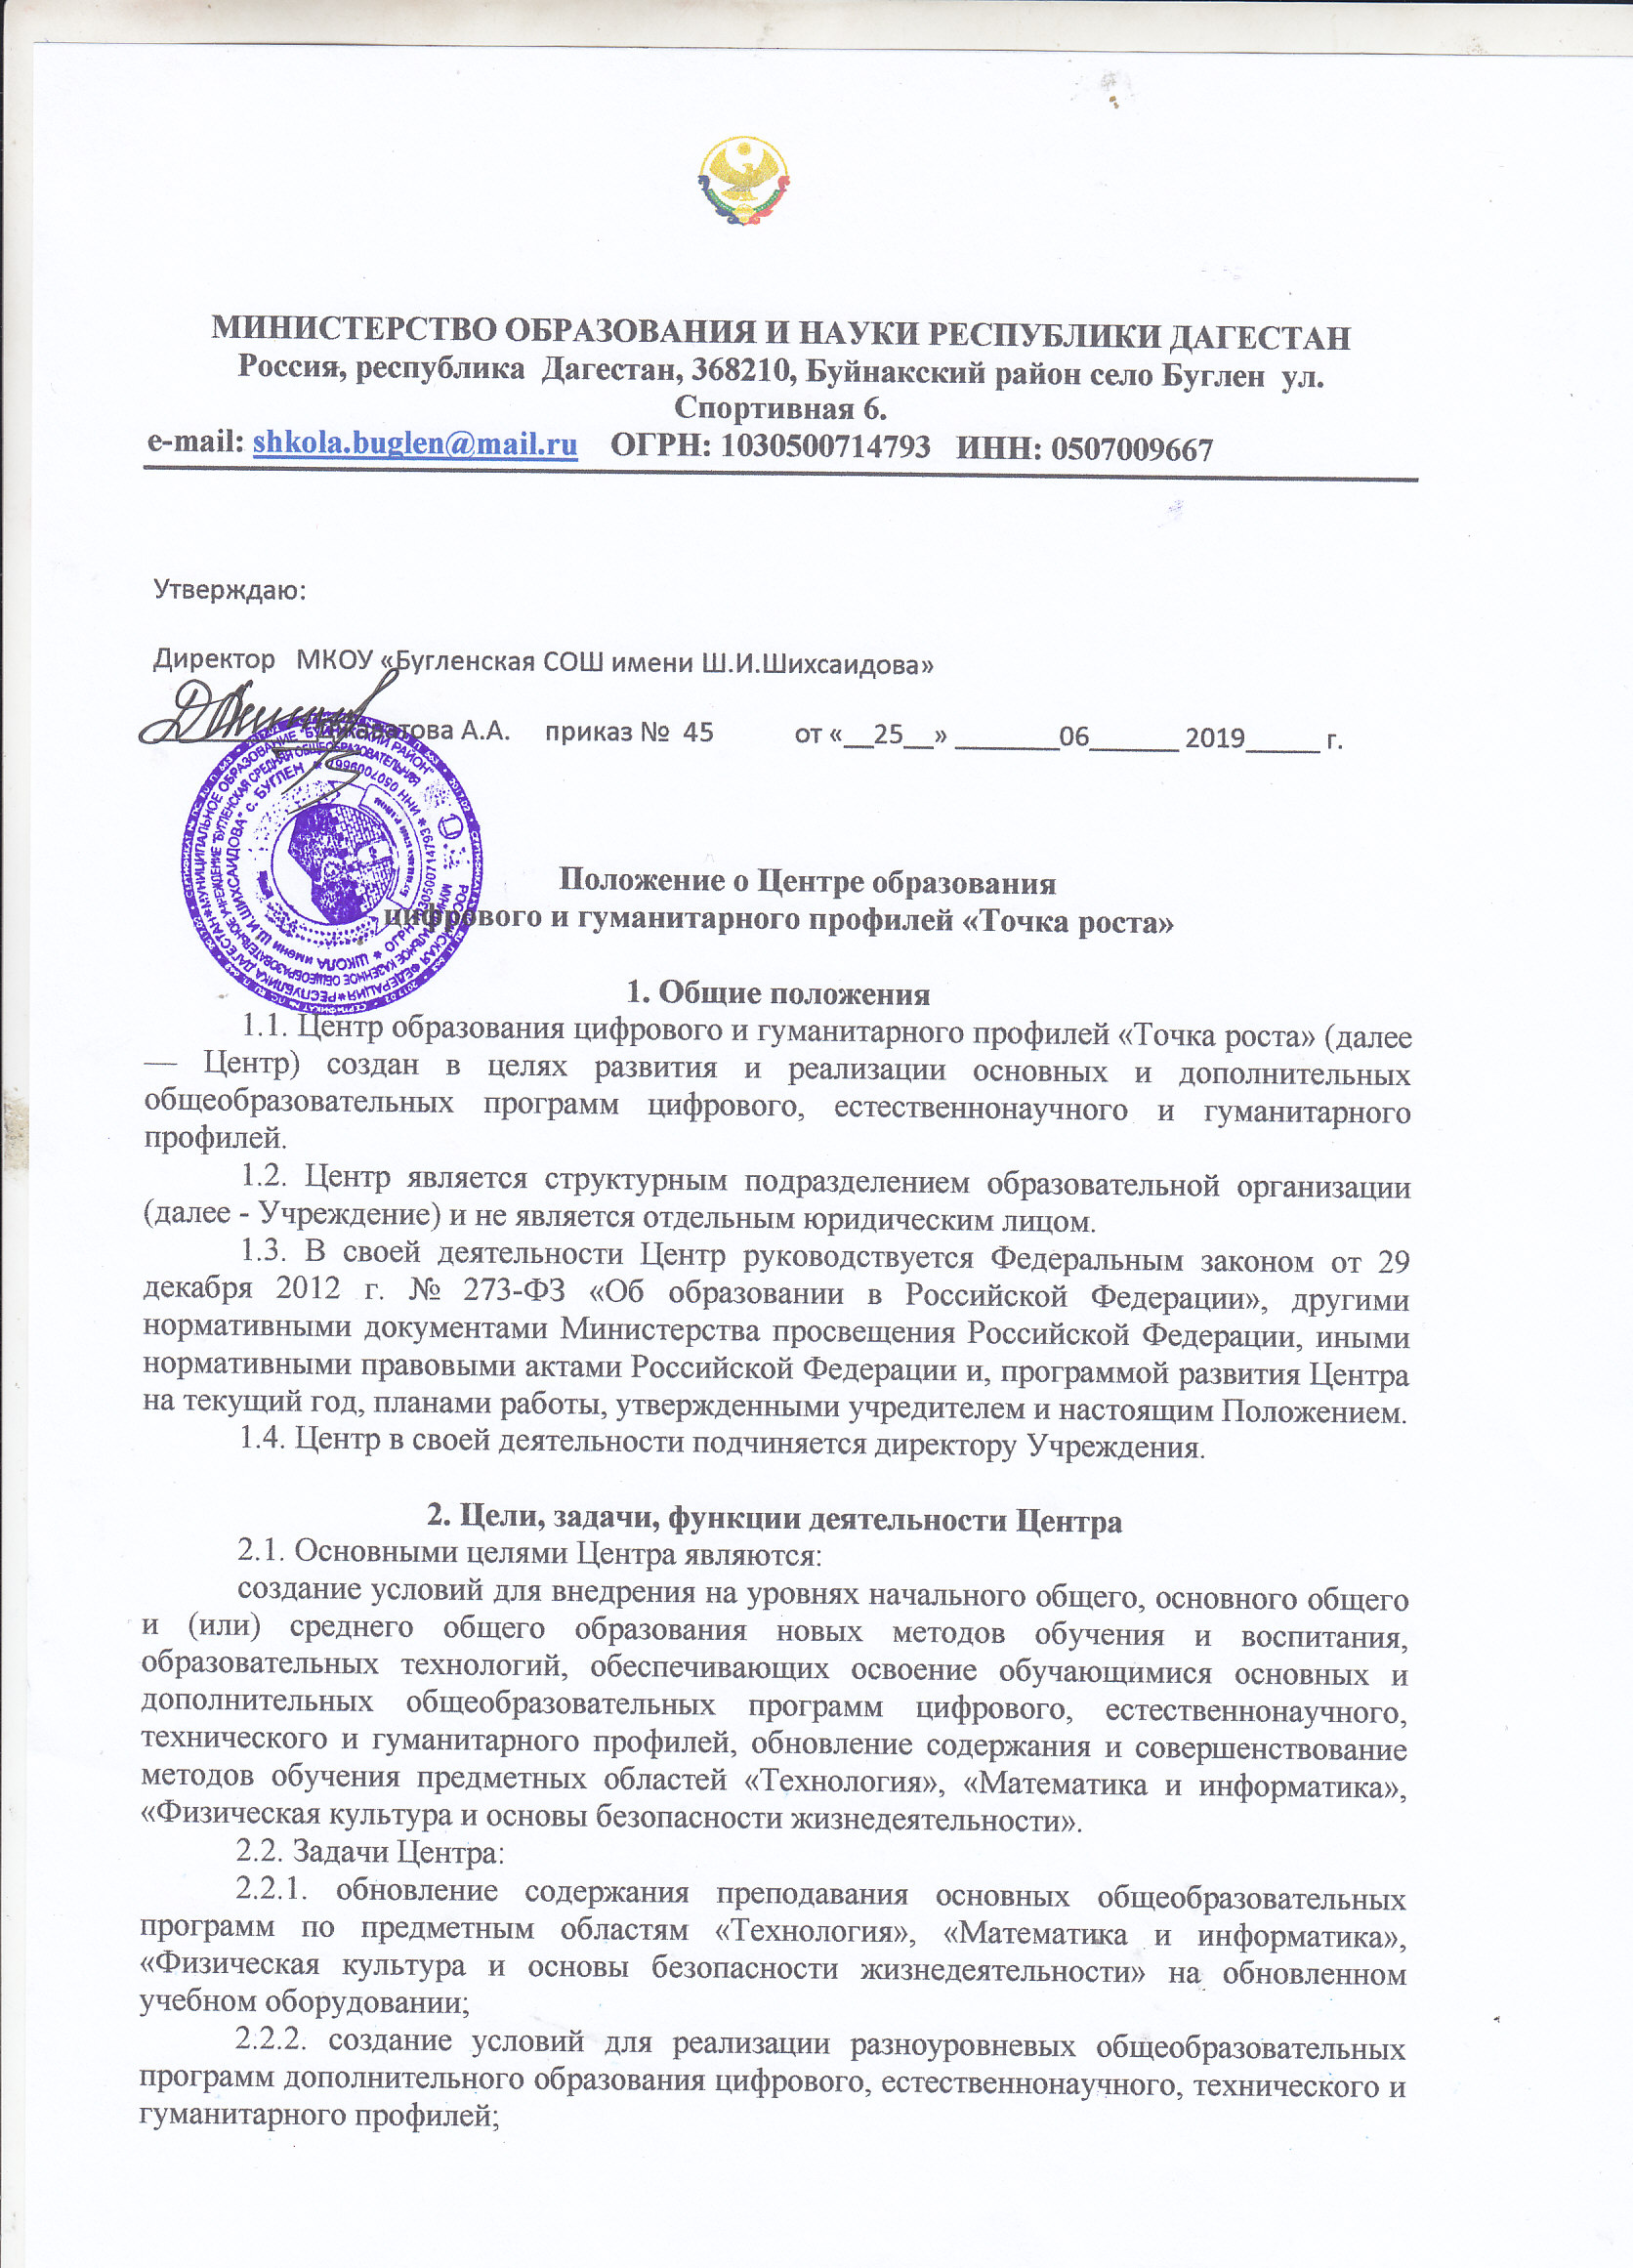 МИНИСТЕРСТВО ОБРАЗОВАНИЯ И НАУКИ РЕСПУБЛИКИ ДАГЕСТАН
Россия, республика Дагестан, 368210, Буйнакский район село Буглен ул.
Спортивная 6.
e-mail: shkola.buglen@mail.ru ОГРН: 1030500714793 ИНН: 0507009667
Утверждаю:
Директор МКОУ «Бугленская СОШ имени Ш.И.Шихсаидова»
А.А. приказ № 45 от «__25__» _______06______ 2019_____ г.
Положение о Центре образования
цифрового и гуманитарного профилей «Точка роста»
1. Общие положения
1.1. Центр образования цифрового и гуманитарного профилей «Точка роста» (далее
— Центр) создан в целях развития и реализации основных и дополнительных
общеобразовательных программ цифрового, естественнонаучного и гуманитарного
профилей.
1.2. Центр является структурным подразделением образовательной организации
(далее - Учреждение) и не является отдельным юридическим лицом.
1.3. В своей деятельности Центр руководствуется Федеральным законом от 29
декабря 2012 г. № 273-ФЗ «Об образовании в Российской Федерации», другими
нормативными документами Министерства просвещения Российской Федерации, иными
нормативными правовыми актами Российской Федерации и, программой развития Центра
на текущий год, планами работы, утвержденными учредителем и настоящим Положением.
1.4. Центр в своей деятельности подчиняется директору Учреждения.
2. Цели, задачи, функции деятельности Центра
2.1. Основными целями Центра являются:
создание условий для внедрения на уровнях начального общего, основного общего
и (или) среднего общего образования новых методов обучения и воспитания,
образовательных технологий, обеспечивающих освоение обучающимися основных и
дополнительных общеобразовательных программ цифрового, естественнонаучного,
технического и гуманитарного профилей, обновление содержания и совершенствование
методов обучения предметных областей «Технология», «Математика и информатика»,
«Физическая культура и основы безопасности жизнедеятельности».
2.2. Задачи Центра:
2.2.1. обновление содержания преподавания основных общеобразовательных
программ по предметным областям «Технология», «Математика и информатика»,
«Физическая культура и основы безопасности жизнедеятельности» на обновленном
учебном оборудовании;
2.2.2. создание условий для реализации разноуровневых общеобразовательных
программ дополнительного образования цифрового, естественнонаучного, технического и
гуманитарного профилей;